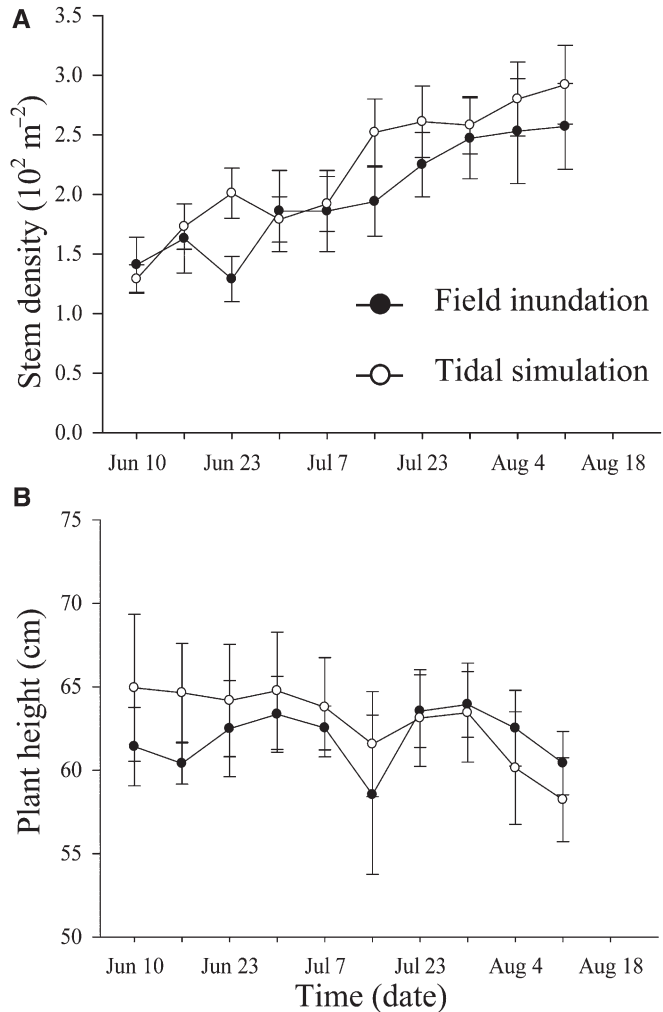 A
Stem density (10² m⁻²)
3.5
3.0
2.5
2.0
1.5
1.0
0.5
0.0
Field inundation
Tidal simulation
Jun 10 Jun 23 Jul 7 Jul 23 Aug 4 Aug 18
B
Plant height (cm)
75
70
65
60
55
50
Jun 10 Jun 23 Jul 7 Jul 23 Aug 4 Aug 18
Time (date)